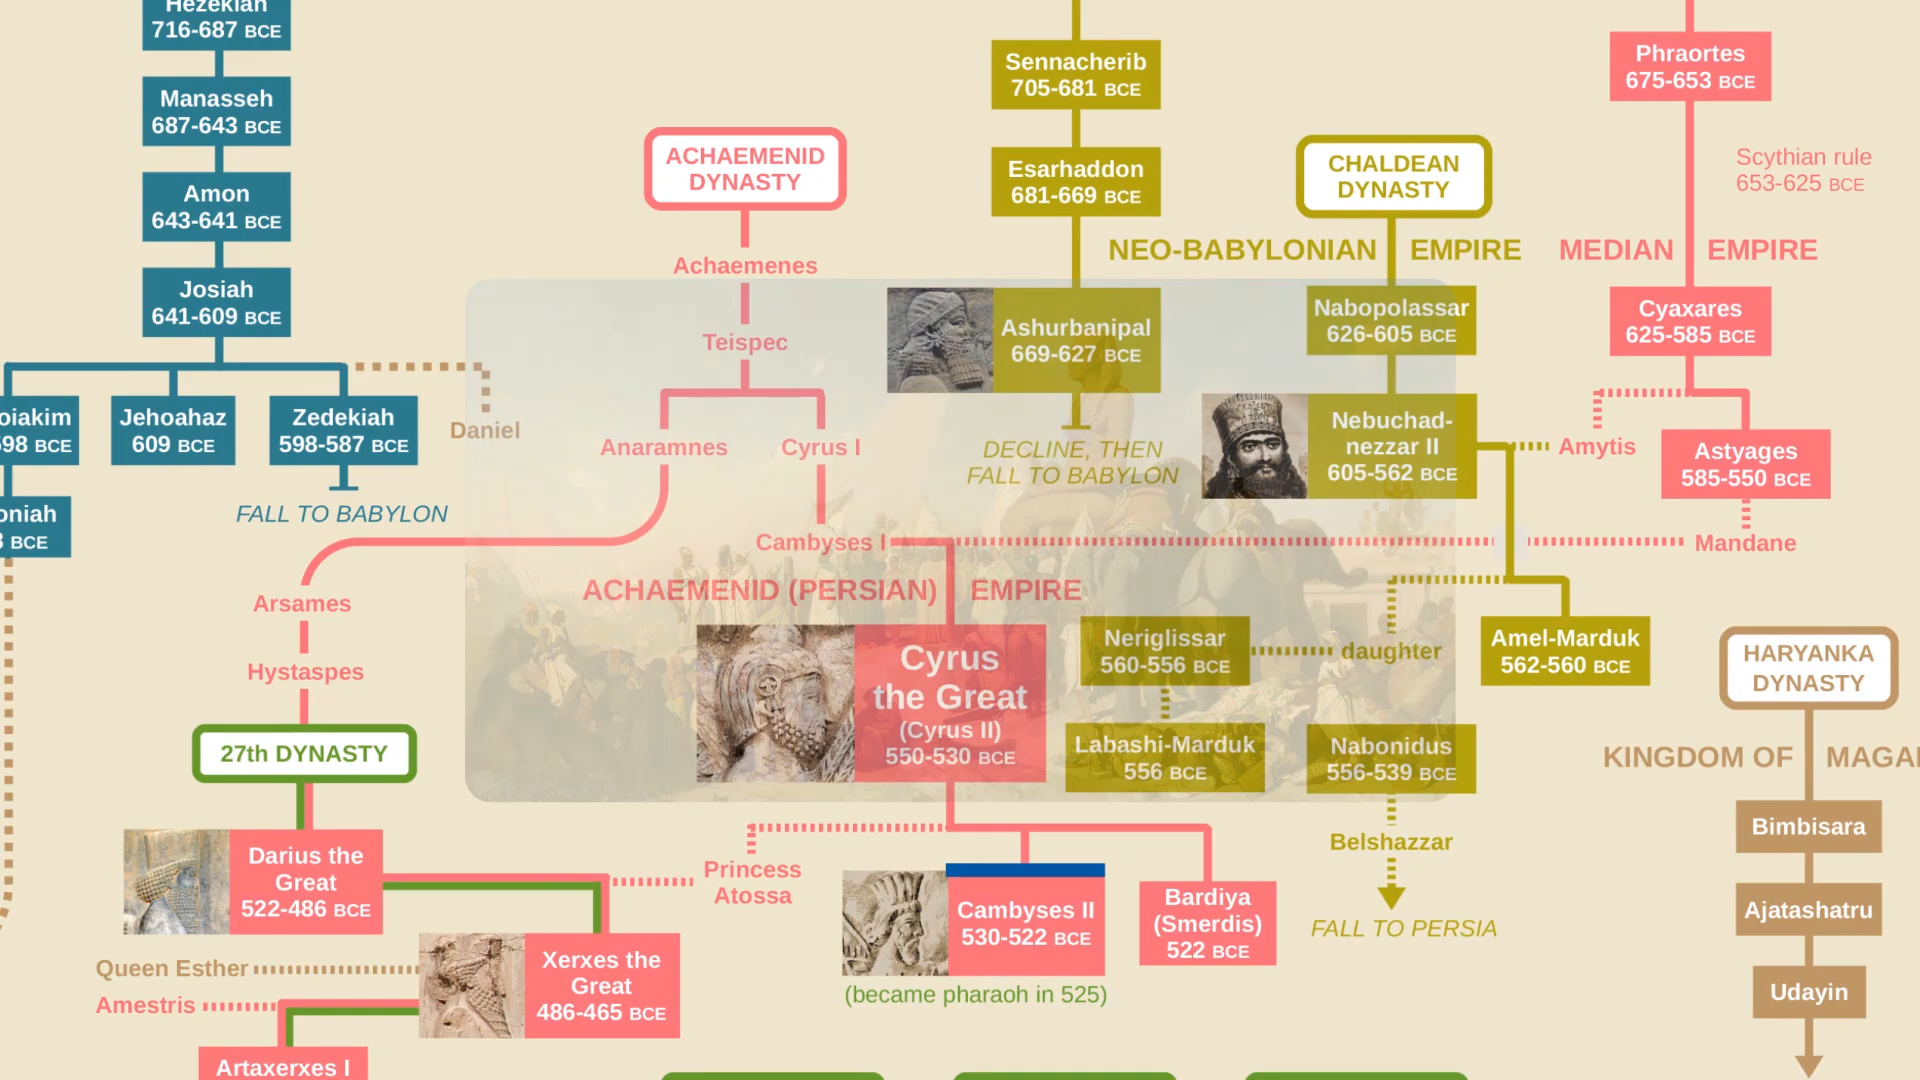 Hezekiah
716-687 BCE
Manasseh
687-643 BCE
Amon
643-641 BCE
Josiah
641-609 BCE
oiakim
598 BCE
Jehoahaz
609 BCE
Zedekiah
598-587 BCE
Daniel
oniah
BCE
FALL TO BABYLON
ACHAEMENID
DYNASTY
Achaemenes
Teispec
Anaramnes
Cyrus I
Cambyses I
Arsames
Hystaspes
27th DYNASTY
Sennacherib
705-681 BCE
Esarhaddon
681-669 BCE
Ashurbanipal
669-627 BCE
DECLINE, THEN
FALL TO BABYLON
CHALDEAN
DYNASTY
NEO-BABYLONIAN EMPIRE
Nabopolassar
626-605 BCE
Nebuchad-
nezzar II
605-562 BCE
Phraortes
675-653 BCE
Scythian rule
653-625 BCE
MEDIAN EMPIRE
Cyaxares
625-585 BCE
Amytis
Astyages
585-550 BCE
Mandane
ACHAEMENID (PERSIAN) EMPIRE
Cyrus
the Great
(Cyrus II)
550-530 BCE
Neriglissar
560-556 BCE
daughter
Amel-Marduk
562-560 BCE
Labashi-Marduk
556 BCE
Nabonidus
556-539 BCE
Belshazzar
FALL TO PERSIA
HARYANKA
DYNASTY
KINGDOM OF MAGA
Bimbisara
Ajatashatru
Udayin
Darius the
Great
522-486 BCE
Princess
Atossa
Cambyses II
530-522 BCE
(became pharaoh in 525)
Bardiya
(Smerdis)
522 BCE
Queen Esther
Amestris
Xerxes the
Great
486-465 BCE
Artaxerxes I